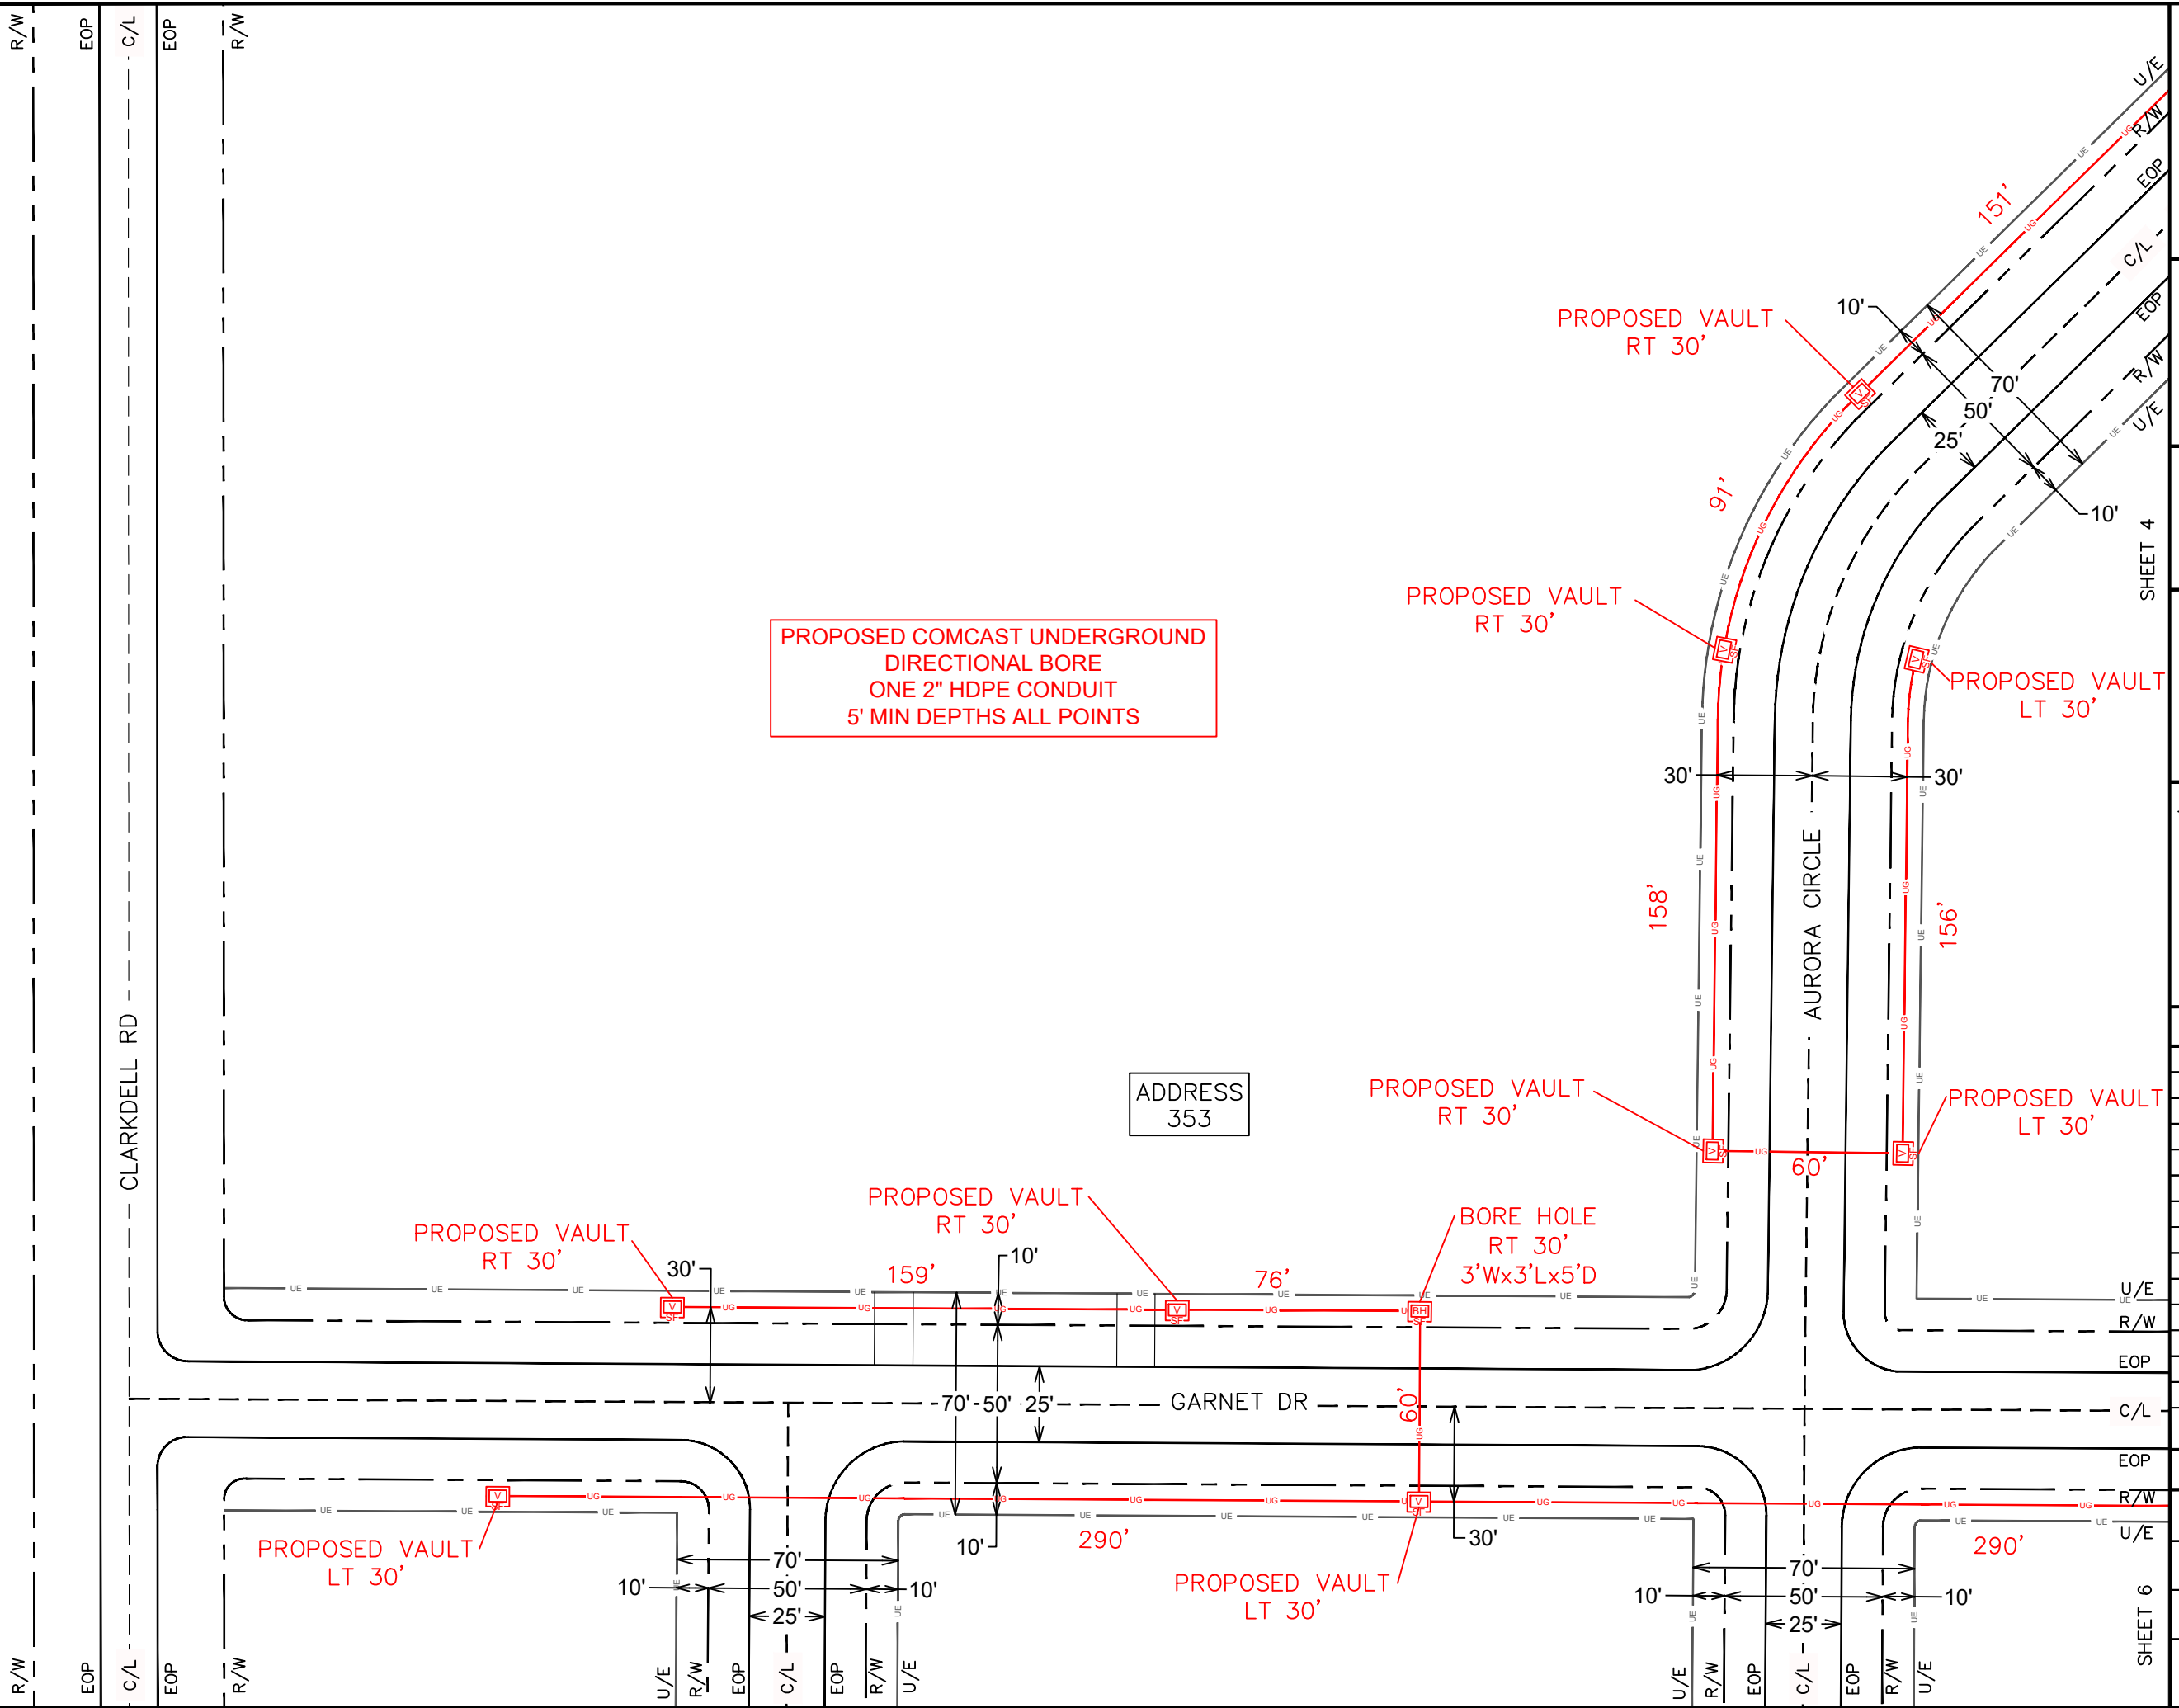 R/W
EOP
C/L
EOP
R/W
U/E
R/W
EOP
C/L
EOP
R/W
U/E
151'
10'
70'
50'
25'
10'
SHEET 4
PROPOSED VAULT
RT 30'
91'
PROPOSED VAULT
RT 30'
PROPOSED VAULT
LT 30'
PROPOSED COMCAST UNDERGROUND
DIRECTIONAL BORE
ONE 2" HDPE CONDUIT
5' MIN DEPTHS ALL POINTS
30'
30'
AURORA CIRCLE
158'
156'
CLARKDELL RD
ADDRESS
353
PROPOSED VAULT
RT 30'
PROPOSED VAULT
LT 30'
60'
PROPOSED VAULT
RT 30'
PROPOSED VAULT
RT 30'
BORE HOLE
RT 30'
3'Wx3'Lx5'D
30'
159'
10'
76'
U/E
R/W
EOP
C/L
EOP
R/W
U/E
70'
50'
25'
GARNET DR
60'
PROPOSED VAULT
LT 30'
10'
290'
30'
290'
PROPOSED VAULT
LT 30'
70'
10'
50'
10'
25'
70'
10'
50'
10'
25'
SHEET 6
R/W
EOP
C/L
EOP
R/W
U/E
R/W
EOP
C/L
EOP
R/W
U/E
U/E
R/W
EOP
C/L
EOP
R/W
U/E